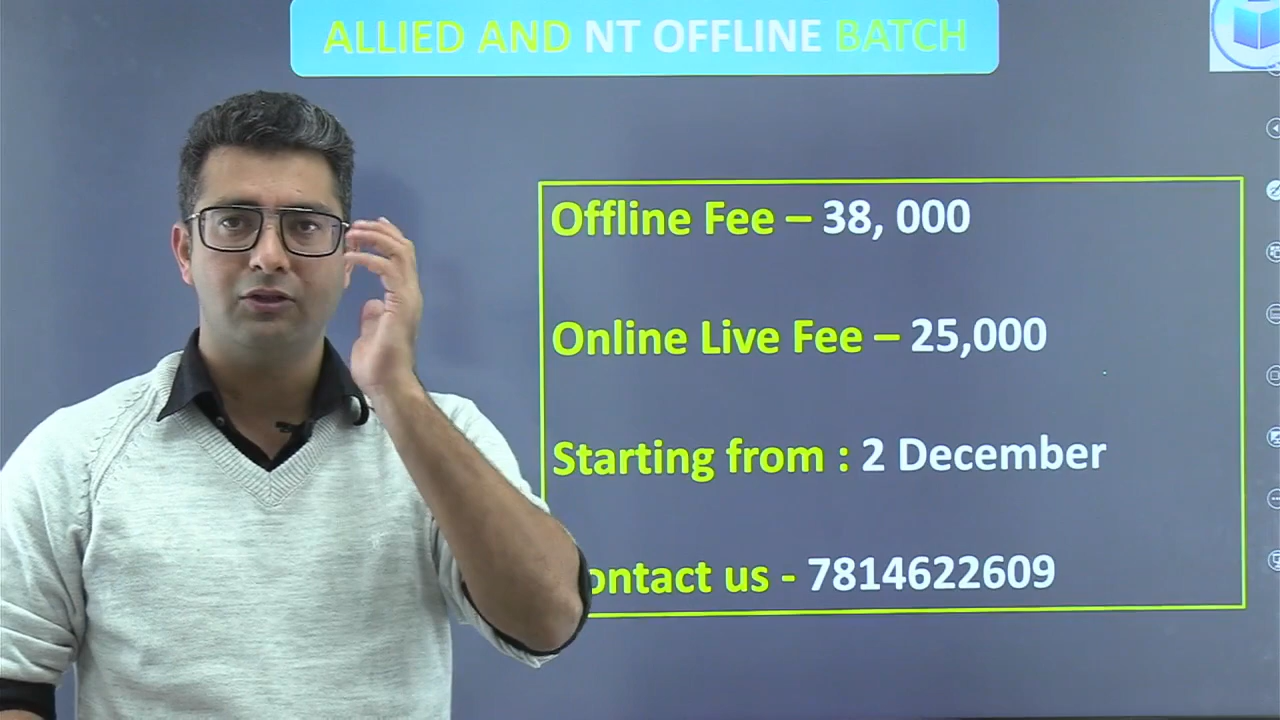 ALLIED AND NT OFFLINE BATCH
Offline Fee – 38, 000
Online Live Fee – 25,000
Starting from : 2 December
ontact us - 7814622609